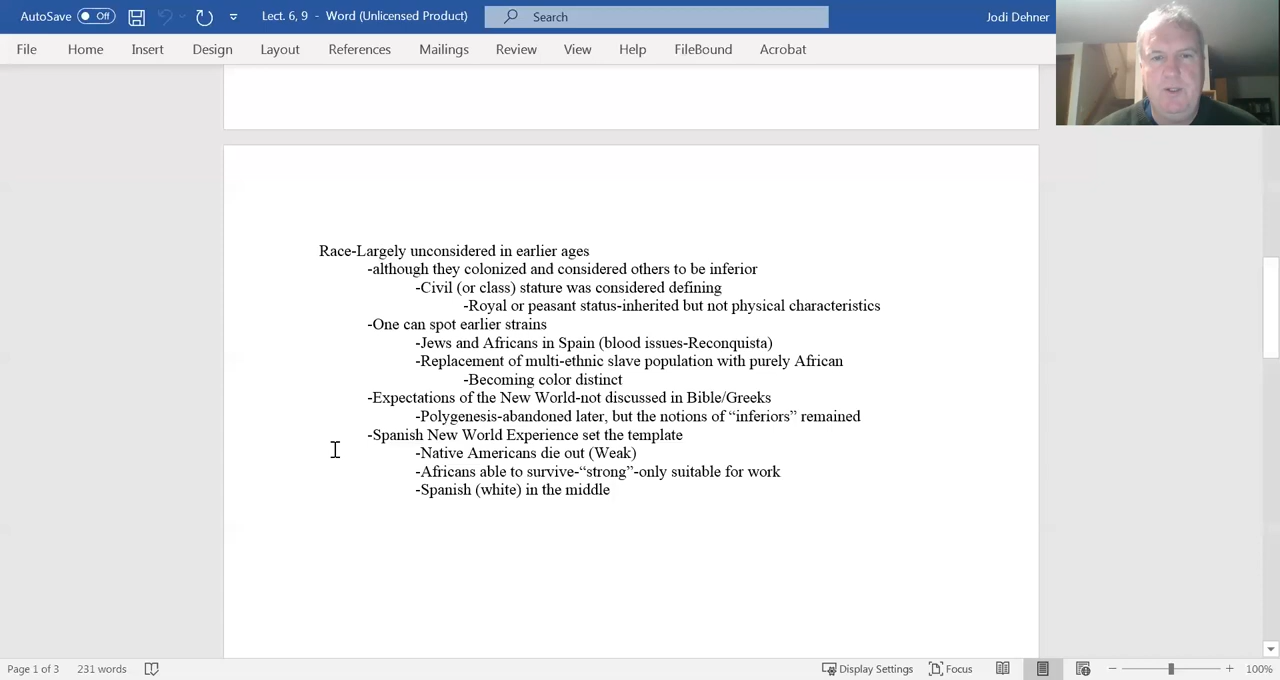 AutoSave Off Lect. 6, 9 - Word (Unlicensed Product) Search Jodi Dehner
File Home Insert Design Layout References Mailings Review View Help FileBound Acrobat
Race-Largely unconsidered in earlier ages
-although they colonized and considered others to be inferior
-Civil (or class) stature was considered defining
-Royal or peasant status-inherited but not physical characteristics
-One can spot earlier strains
-Jews and Africans in Spain (blood issues-Reconquista)
-Replacement of multi-ethnic slave population with purely African
-Becoming color distinct
-Expectations of the New World-not discussed in Bible/Greeks
-Polygenesis-abandoned later, but the notions of “inferiors” remained
-Spanish New World Experience set the template
-Native Americans die out (Weak)
-Africans able to survive-“strong”-only suitable for work
-Spanish (white) in the middle
Page 1 of 3 231 words Display Settings Focus 100%